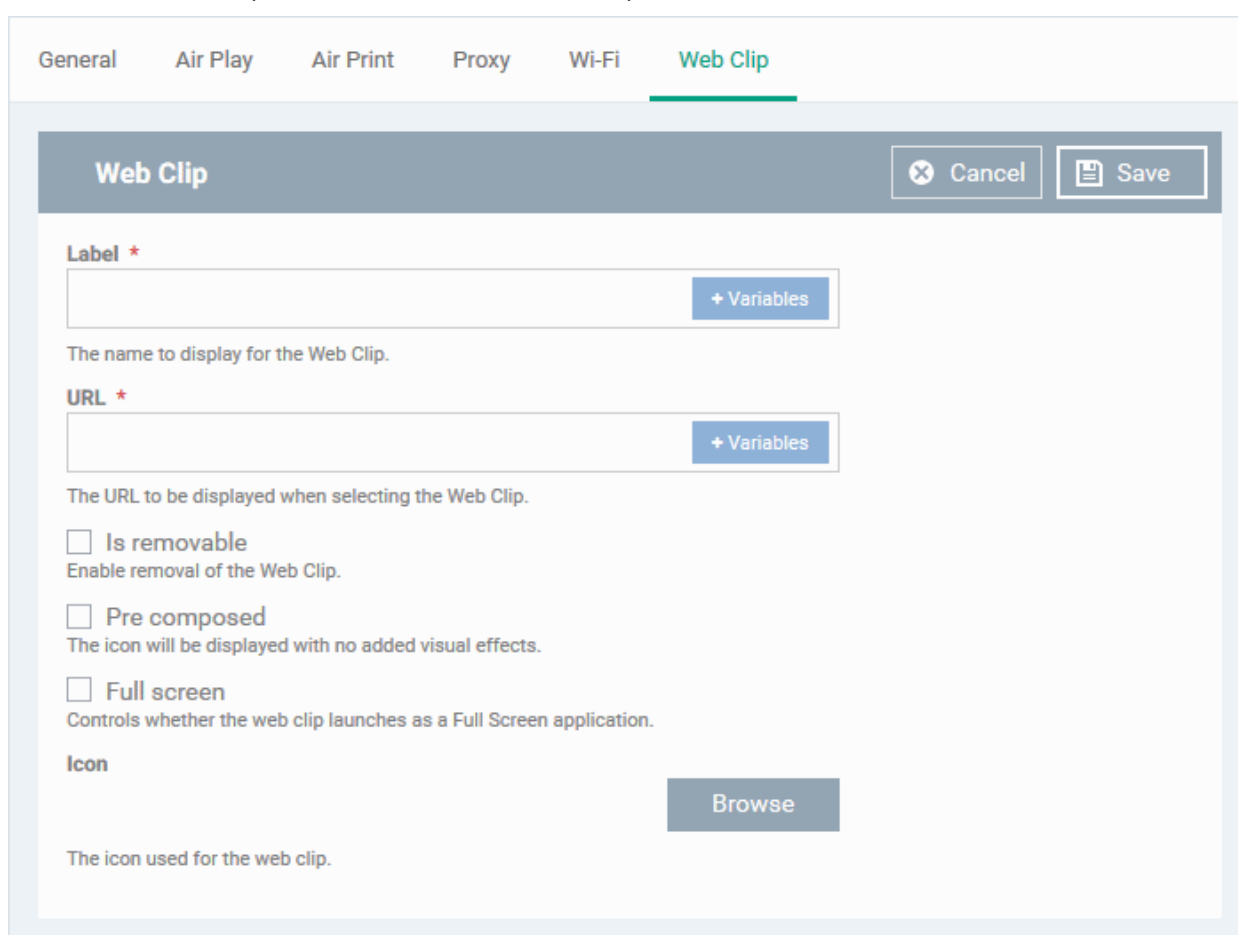 General Air Play Air Print Proxy Wi-Fi Web Clip
Web Clip Cancel Save
Label *
+ Variables
The name to display for the Web Clip.
URL *
+ Variables
The URL to be displayed when selecting the Web Clip.
Is removable
Enable removal of the Web Clip.
Pre composed
The icon will be displayed with no added visual effects.
Full screen
Controls whether the web clip launches as a Full Screen application.
Icon
Browse
The icon used for the web clip.